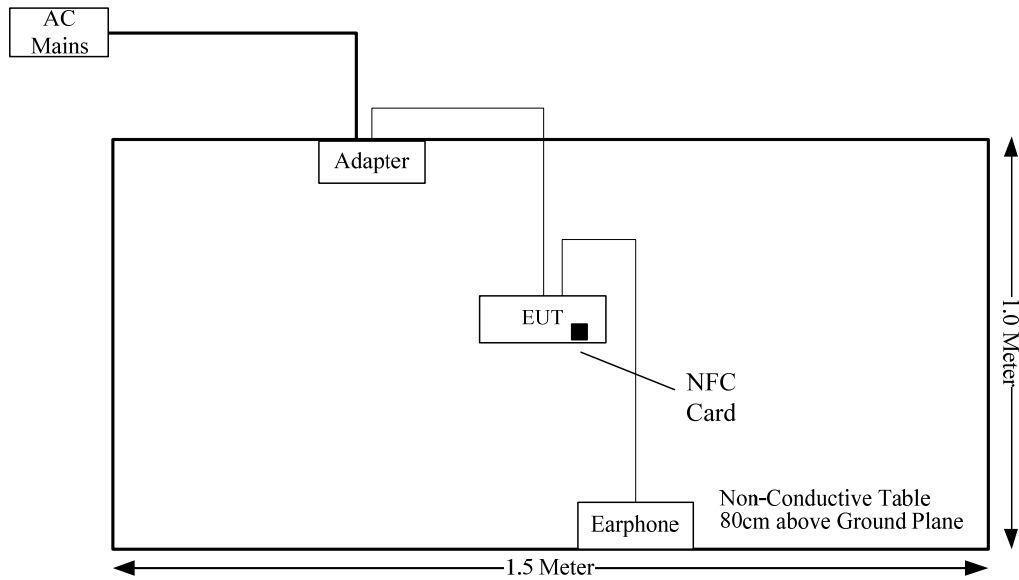 AC
Mains
Adapter
EUT
NFC
Card
1.0 Meter
Earphone
Non-Conductive Table
80cm above Ground Plane
1.5 Meter